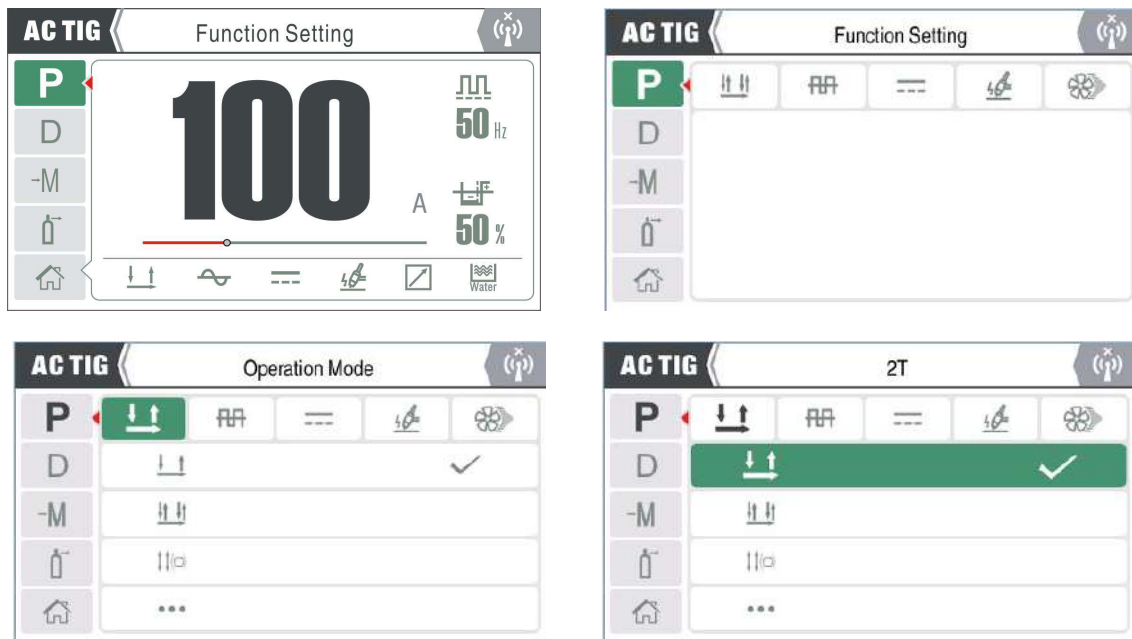 AC TIG Function Setting
P
100 A
50 Hz
D
-M
50 %
Water
AC TIG Function Setting
P
D
-M
AC TIG Operation Mode
P
D
-M
AC TIG 2T
P
D
-M